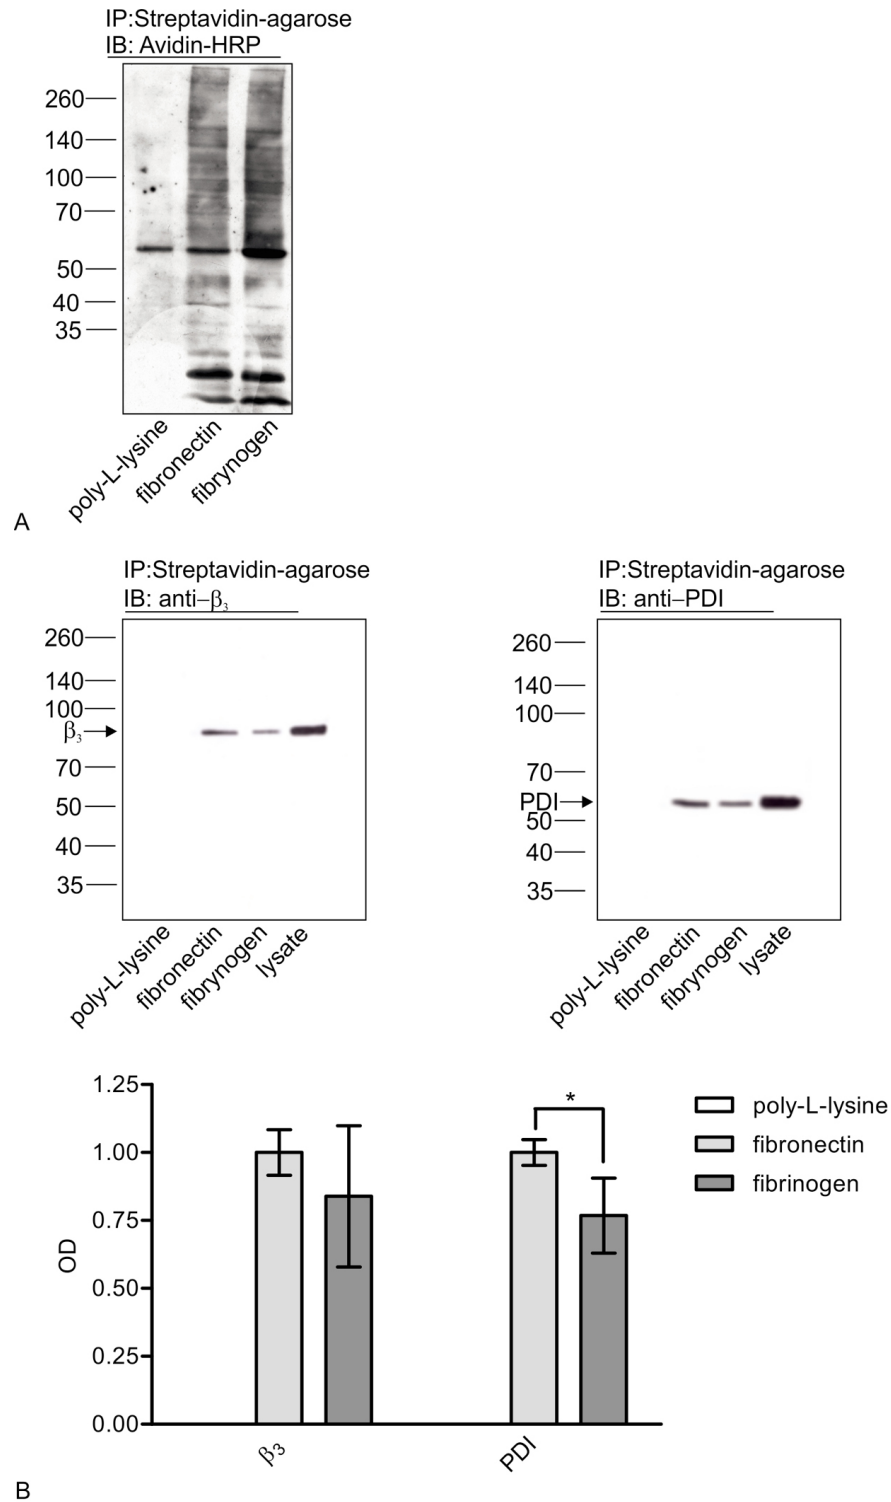 IP:Streptavidin-agarose
IB: Avidin-HRP
260
140
100
70
50
40
35
poly-L-lysine
fibronectin
fibrynogen
A
IP:Streptavidin-agarose
IB: anti–β₃
260
140
100
β₃
70
50
40
35
poly-L-lysine
fibronectin
fibrynogen
lysate
IP:Streptavidin-agarose
IB: anti–PDI
260
140
100
70
PDI
50
40
35
poly-L-lysine
fibronectin
fibrynogen
lysate
1.25
1.00
0.75
0.50
0.25
0.00
OD
*
β₃
PDI
poly-L-lysine
fibronectin
fibrinogen
B